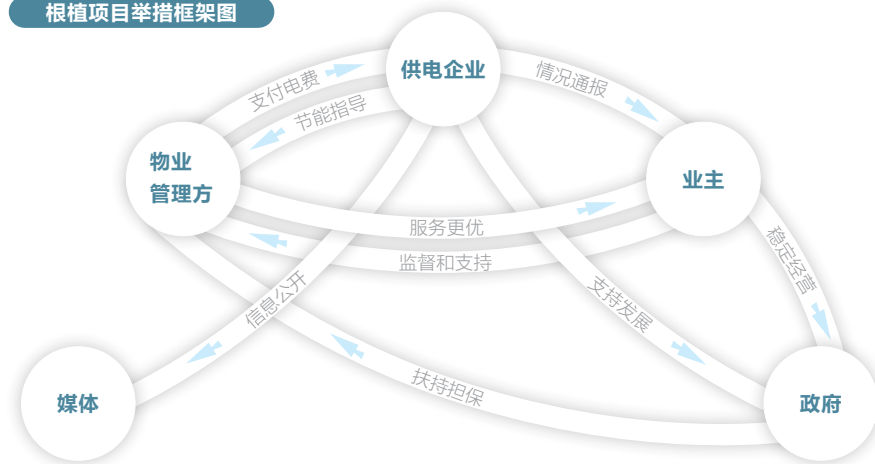 根植项目举措框架图
供电企业
支付电费
情况通报
节能指导
物业
管理方
业主
服务更优
监督和支持
稳定经营
信息公开
支持发展
扶持担保
媒体
政府